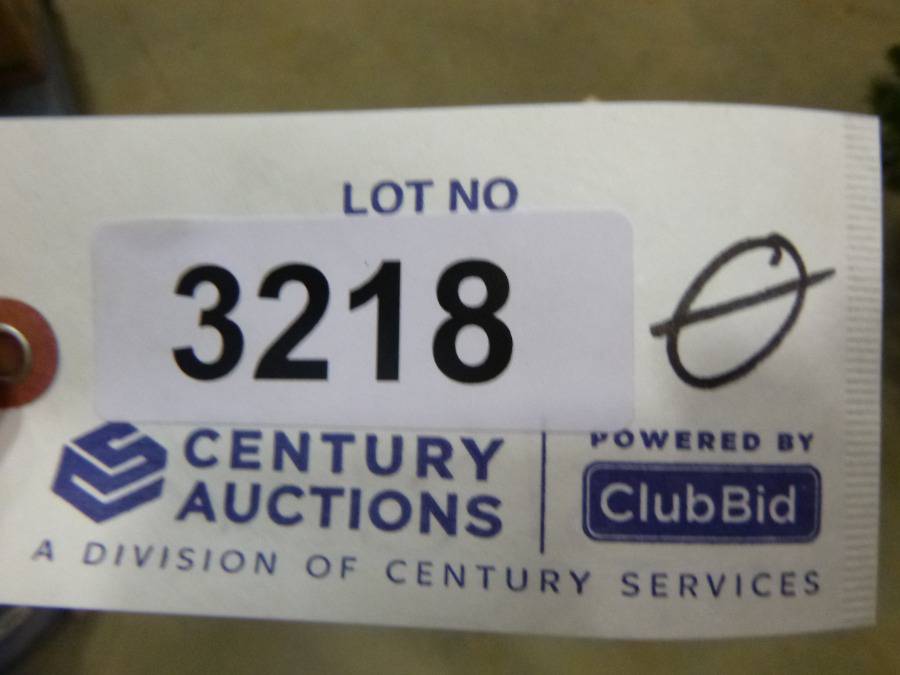 LOT NO
3218
Ø
CENTURY
AUCTIONS
POWERED BY
ClubBid
A DIVISION OF CENTURY SERVICES